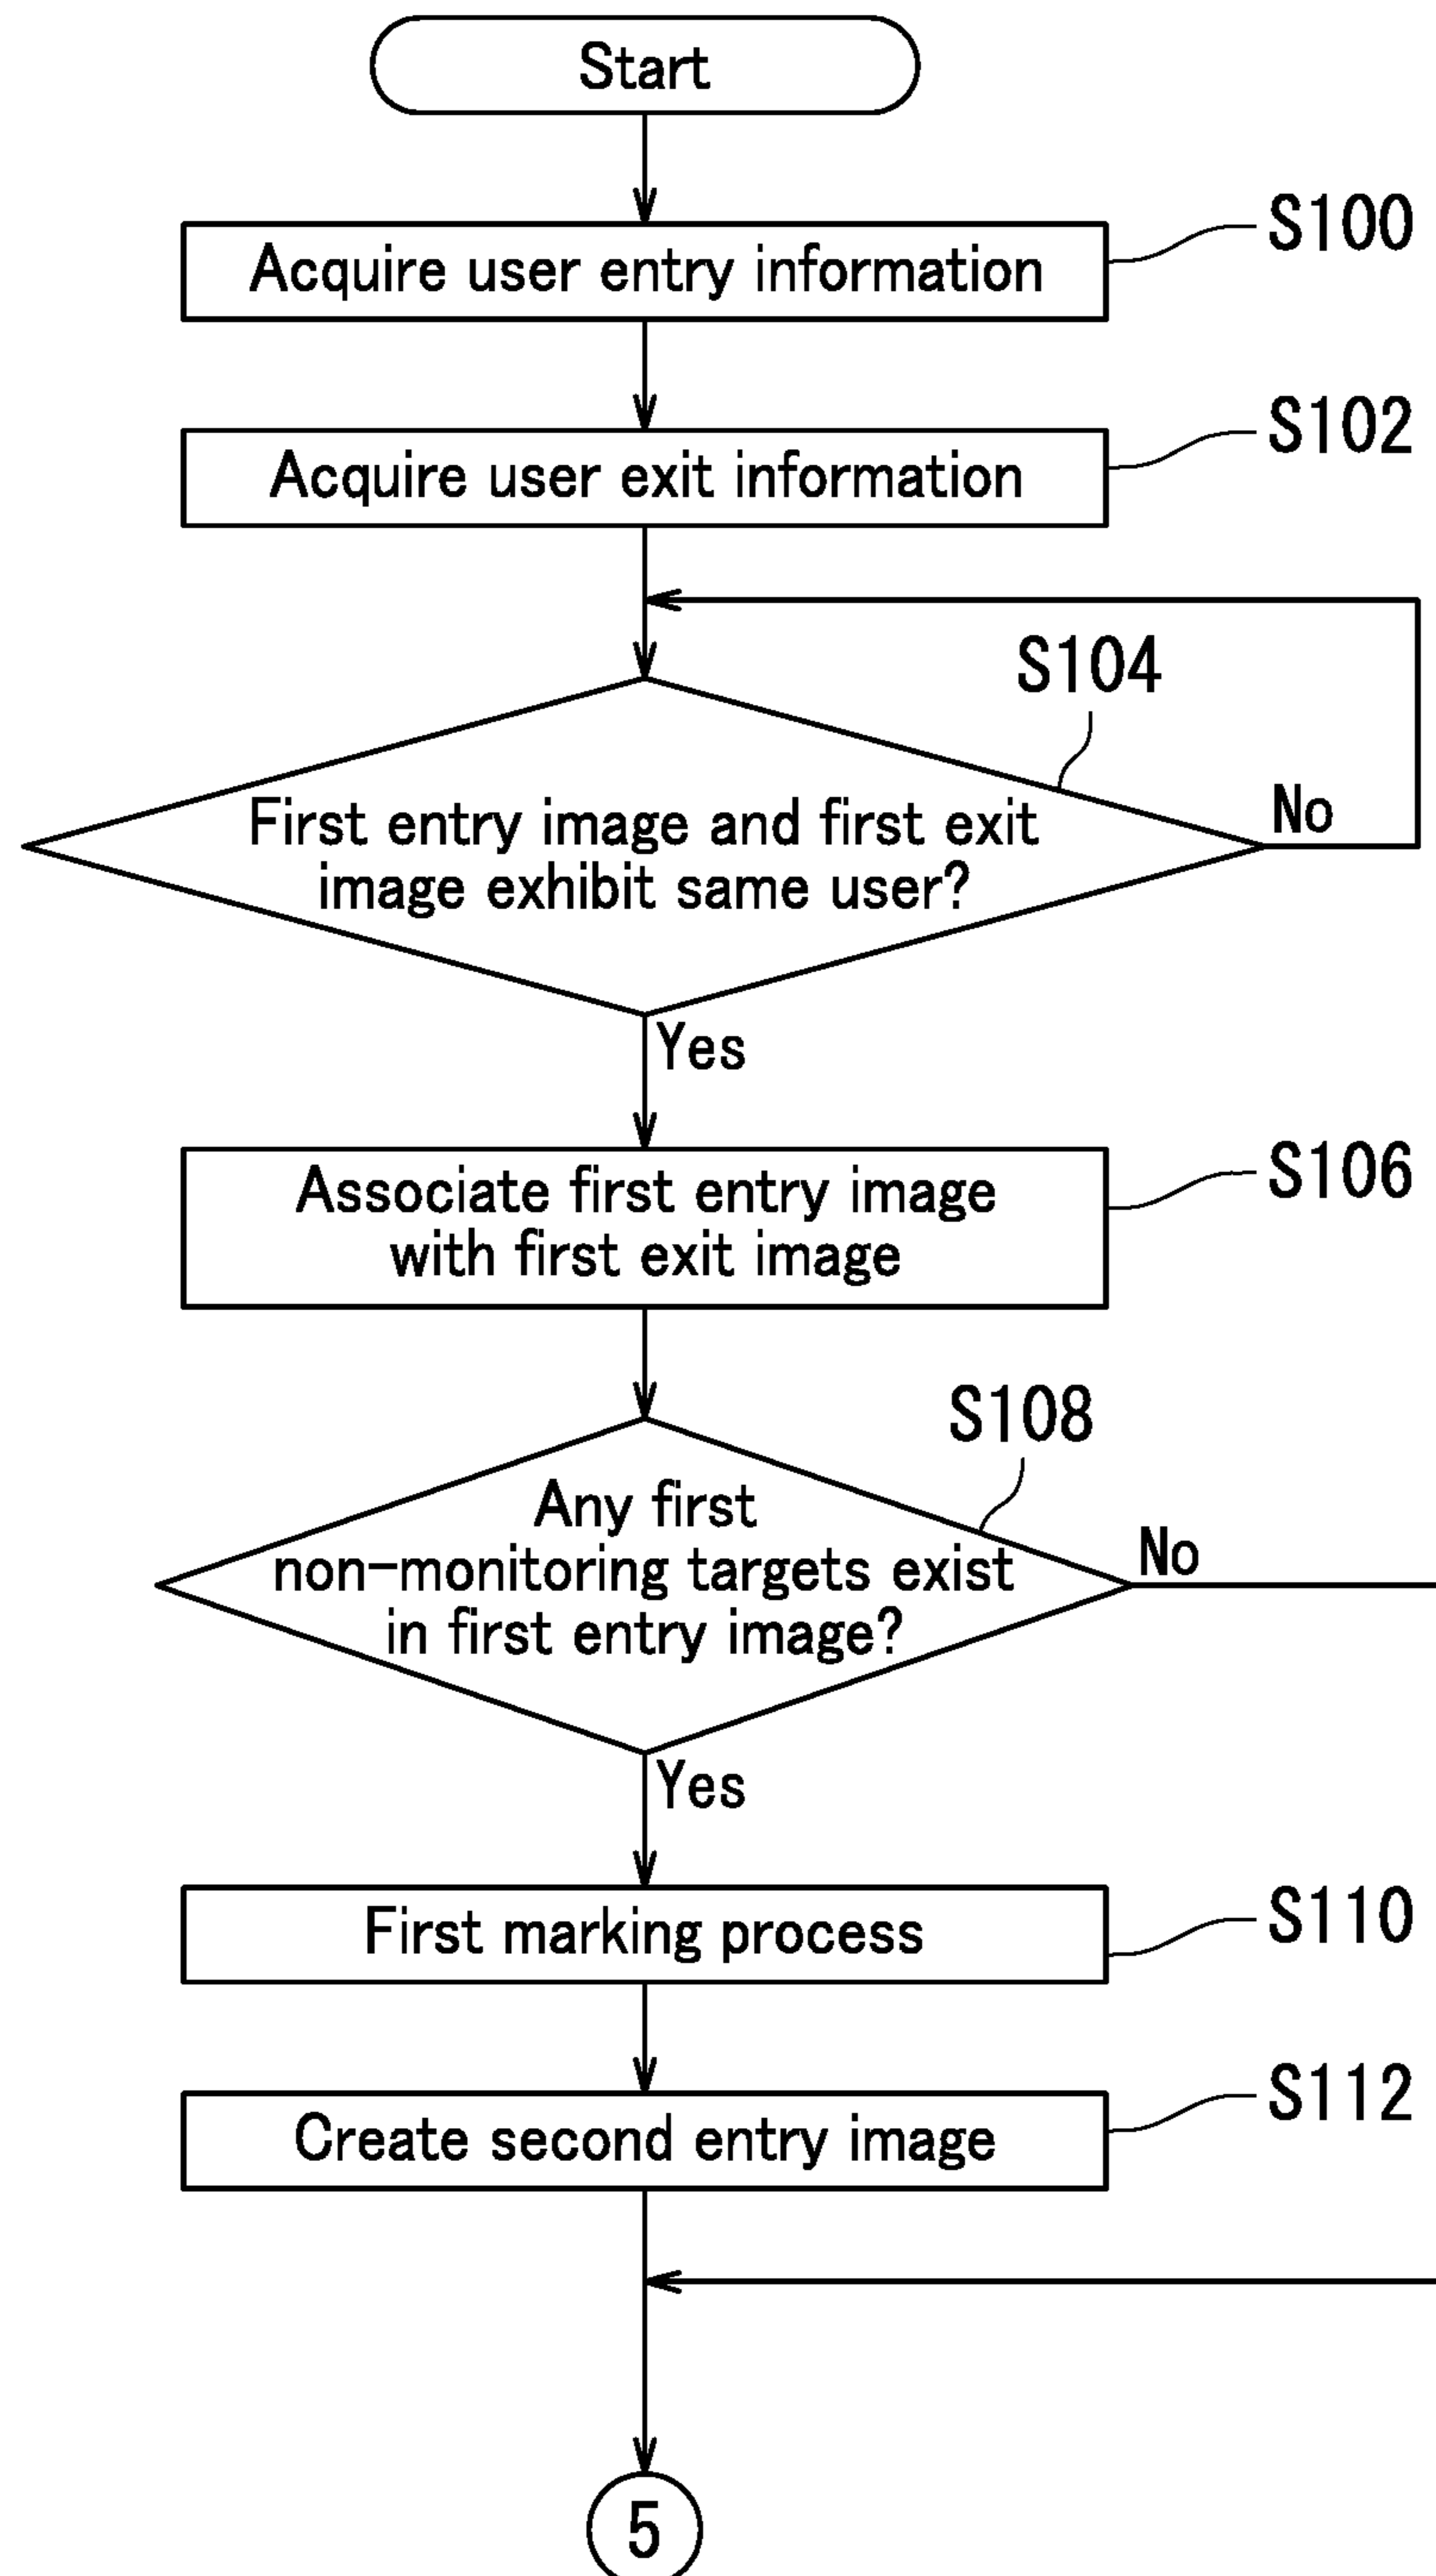 Start
S100
Acquire user entry information
S102
Acquire user exit information
S104
First entry image and first exit
image exhibit same user?
No
Yes
S106
Associate first entry image
with first exit image
S108
Any first
non-monitoring targets exist
in first entry image?
No
Yes
S110
First marking process
S112
Create second entry image
5